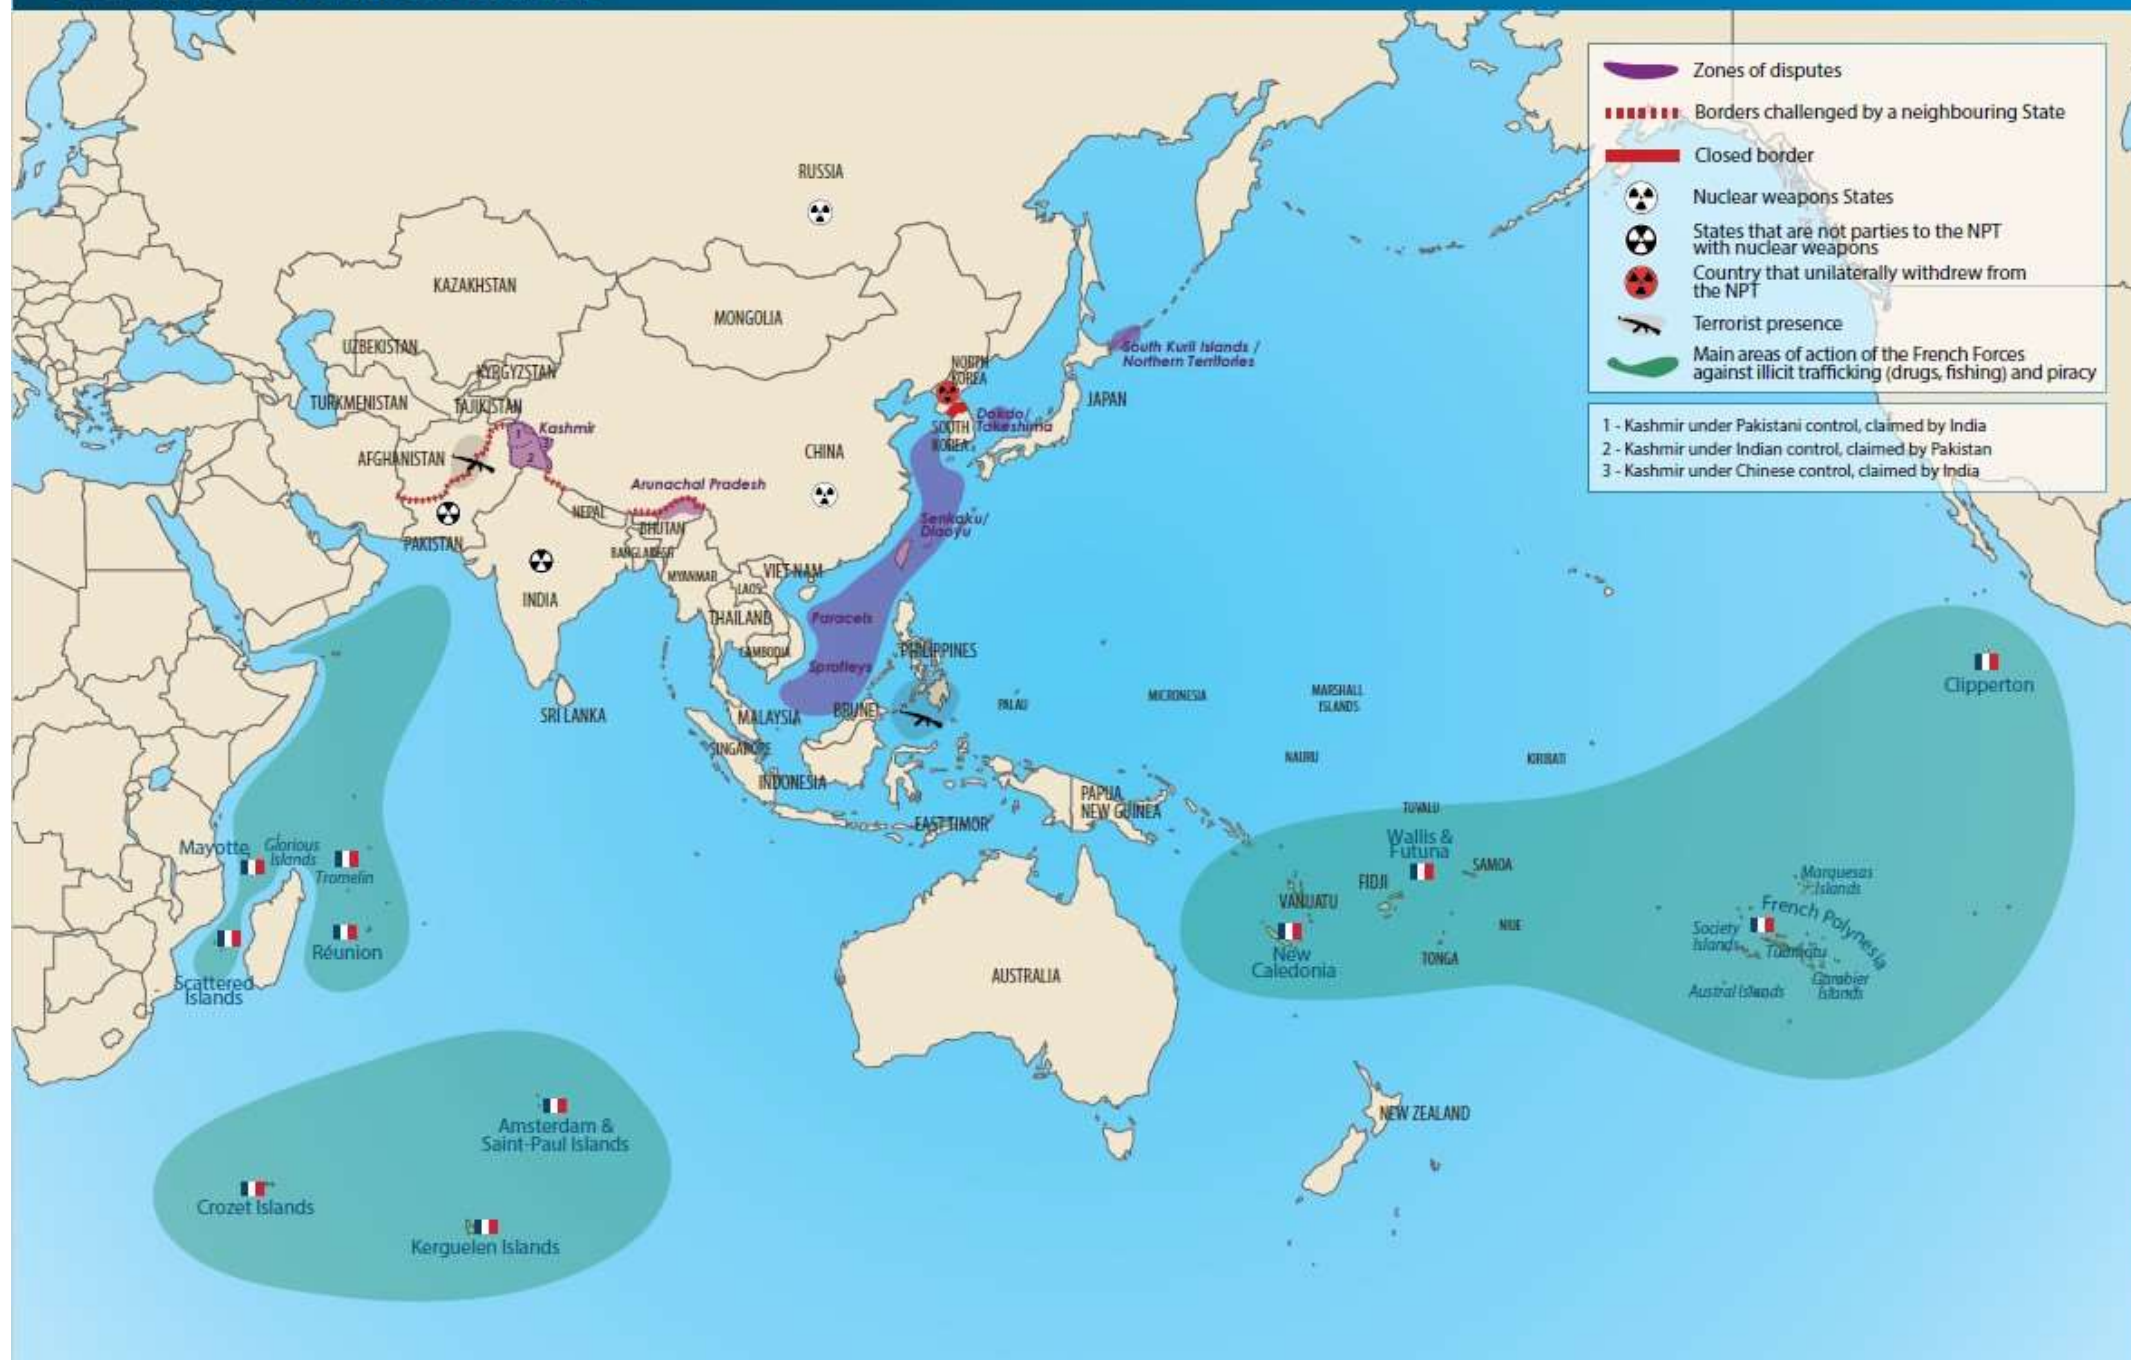 Zones of disputes
Borders challenged by a neighbouring State
Closed border
Nuclear weapons States
States that are not parties to the NPT
with nuclear weapons
Country that unilaterally withdrew from
the NPT
Terrorist presence
Main areas of action of the French Forces
against illicit trafficking (drugs, fishing) and piracy
1 - Kashmir under Pakistani control, claimed by India
2 - Kashmir under Indian control, claimed by Pakistan
3 - Kashmir under Chinese control, claimed by India
RUSSIA
KAZAKHSTAN
MONGOLIA
UZBEKISTAN
KYRGYZSTAN
TURKMENISTAN
TAJIKISTAN
NORTH
KOREA
South Kuril Islands /
Northern Territories
JAPAN
Dokdo/
Takeshima
SOUTH
KOREA
Kashmir
1
3
2
AFGHANISTAN
CHINA
Arunachal Pradesh
NEPAL
BHUTAN
Senkaku/
Diaoyu
PAKISTAN
BANGLADESH
MYANMAR
VIET NAM
LAOS
INDIA
THAILAND
Paracels
CAMBODIA
PHILIPPINES
Spratleys
SRI LANKA
MALAYSIA
BRUNEI
PALAU
MICRONESIA
MARSHALL
ISLANDS
Clipperton
SINGAPORE
INDONESIA
NAURU
KIRIBATI
PAPUA
NEW GUINEA
EAST TIMOR
TUVALU
Wallis &
Futuna
SAMOA
FIDJI
VANUATU
NIUE
New
Caledonia
TONGA
Marquesas
Islands
French Polynesia
Society
Islands
Tuamotu
Gambier
Islands
Austral Islands
Mayotte
Glorious
Islands
Tromelin
Réunion
Scattered
Islands
AUSTRALIA
NEW ZEALAND
Amsterdam &
Saint-Paul Islands
Crozet Islands
Kerguelen Islands